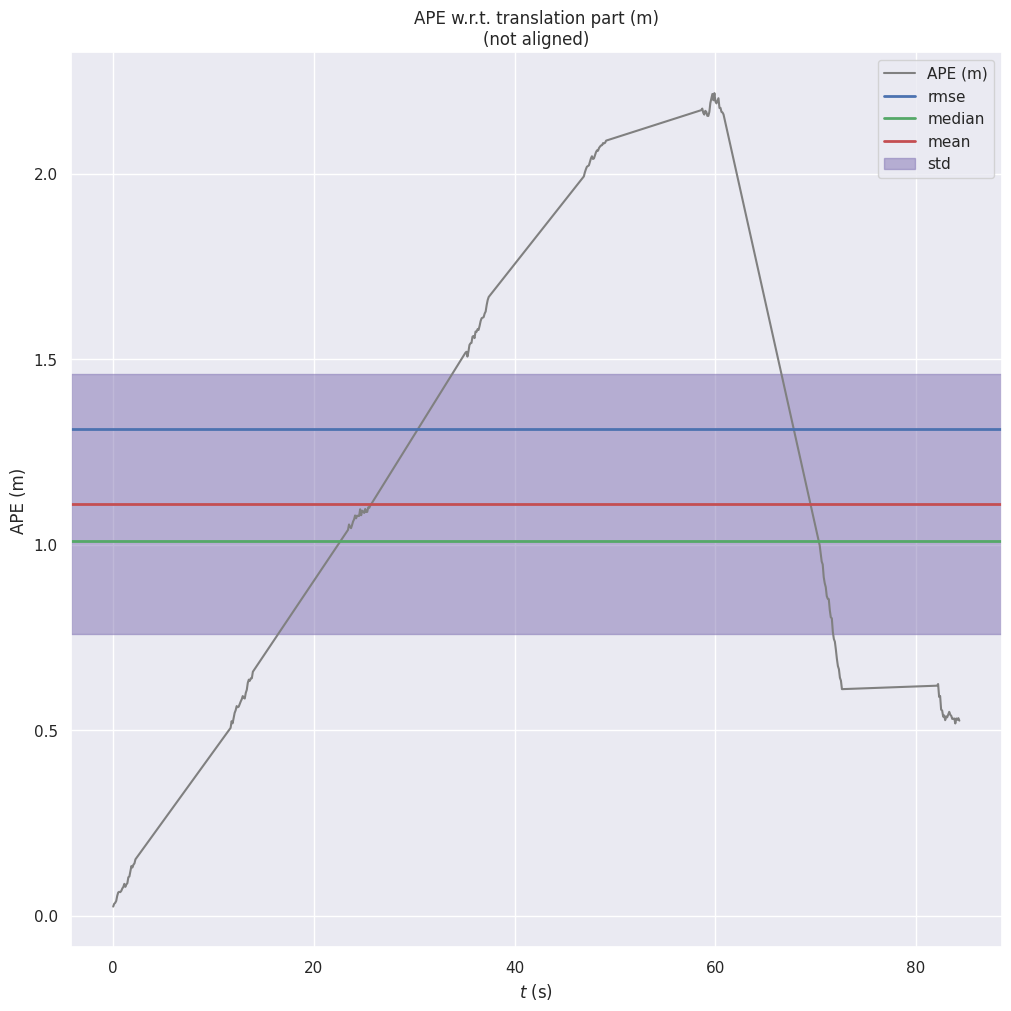 APE w.r.t. translation part (m)
(not aligned)
APE (m)
rmse
median
mean
std
APE (m)
2.0
1.5
1.0
0.5
0.0
0
20
40
60
80
t (s)